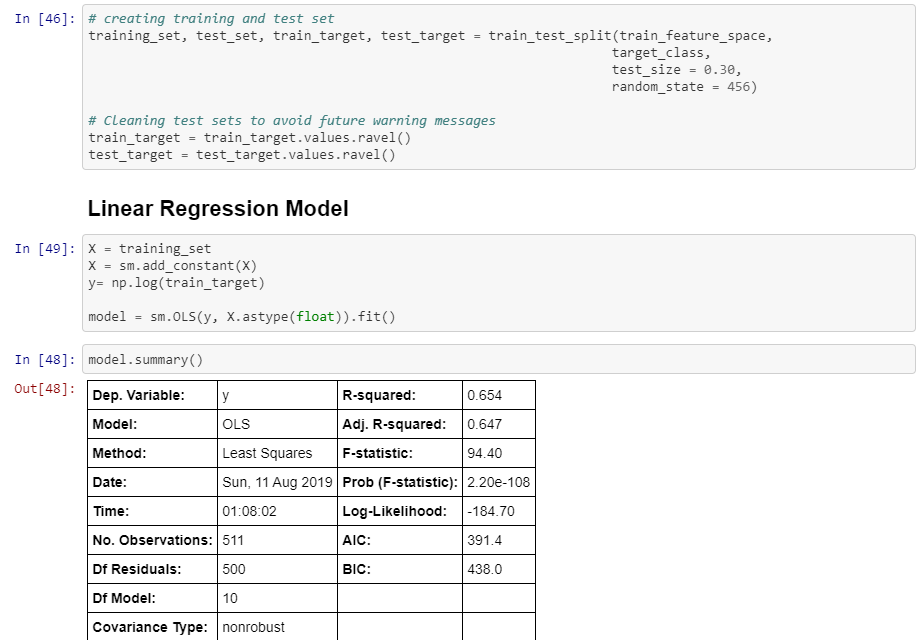 In [46]: # creating training and test set
training_set, test_set, train_target, test_target = train_test_split(train_feature_space,
target_class,
test_size = 0.30,
random_state = 456)
# Cleaning test sets to avoid future warning messages
train_target = train_target.values.ravel()
test_target = test_target.values.ravel()
Linear Regression Model
In [49]: X = training_set
X = sm.add_constant(X)
y= np.log(train_target)
model = sm.OLS(y, X.astype(float)).fit()
In [48]: model.summary()
Out[48]:
Dep. Variable: y R-squared: 0.654
Model: OLS Adj. R-squared: 0.647
Method: Least Squares F-statistic: 94.40
Date: Sun, 11 Aug 2019 Prob (F-statistic): 2.20e-108
Time: 01:08:02 Log-Likelihood: -184.70
No. Observations: 511 AIC: 391.4
Df Residuals: 500 BIC: 438.0
Df Model: 10
Covariance Type: nonrobust